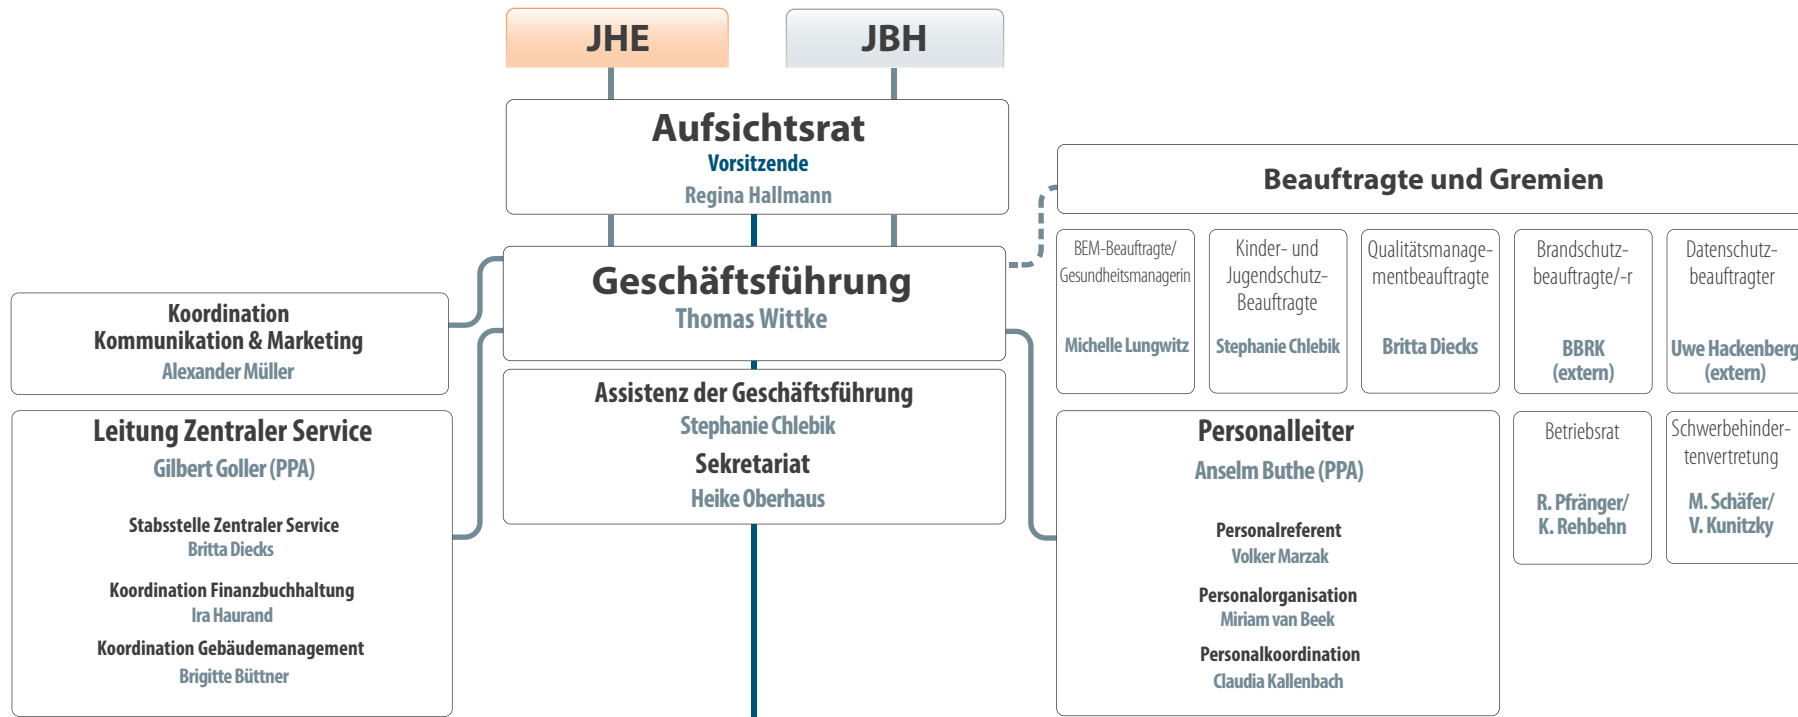 JHE
JBH
Aufsichtsrat
Vorsitzende
Regina Hallmann
Geschäftsführung
Thomas Wittke
Assistenz der Geschäftsführung
Stephanie Chlebik
Sekretariat
Heike Oberhaus
Koordination
Kommunikation & Marketing
Alexander Müller
Leitung Zentraler Service
Gilbert Goller (PPA)
Stabsstelle Zentraler Service
Britta Diecks
Koordination Finanzbuchhaltung
Ira Haurand
Koordination Gebäudemanagement
Brigitte Büttner
Beauftragte und Gremien
BEM-Beauftragte/
Gesundheitsmanagerin
Michelle Lungwitz
Kinder- und
Jugendschutz-
Beauftragte
Stephanie Chlebik
Qualitätsmanage-
mentbeauftragte
Britta Diecks
Brandschutz-
beauftragte/-r
BBRK
(extern)
Datenschutz-
beauftragter
Uwe Hackenberg
(extern)
Personalleiter
Anselm Buthe (PPA)
Personalreferent
Volker Marzak
Personalorganisation
Miriam van Beek
Personalkoordination
Claudia Kallenbach
Betriebsrat
R. Pfränger/
K. Rehbehn
Schwerbehinder-
tenvertretung
M. Schäfer/
V. Kunitzky